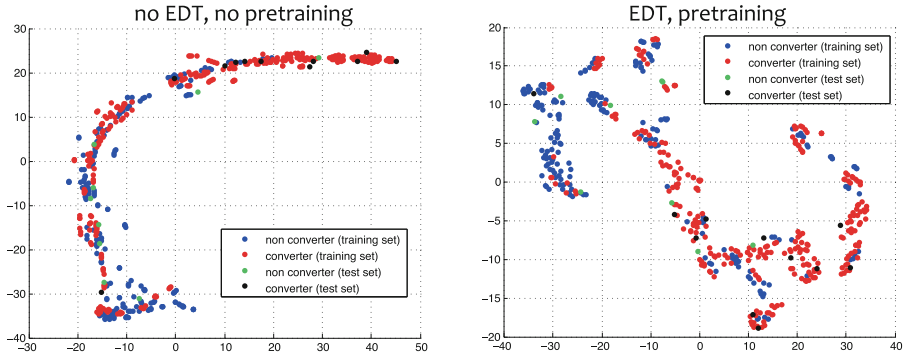 no EDT, no pretraining
30
20
10
0
−10
−20
−30
−40
−30 −20 −10 0 10 20 30 40 50
non converter (training set)
converter (training set)
non converter (test set)
converter (test set)
EDT, pretraining
20
15
10
5
0
−5
−10
−15
−20
−40 −30 −20 −10 0 10 20 30 40
non converter (training set)
converter (training set)
non converter (test set)
converter (test set)